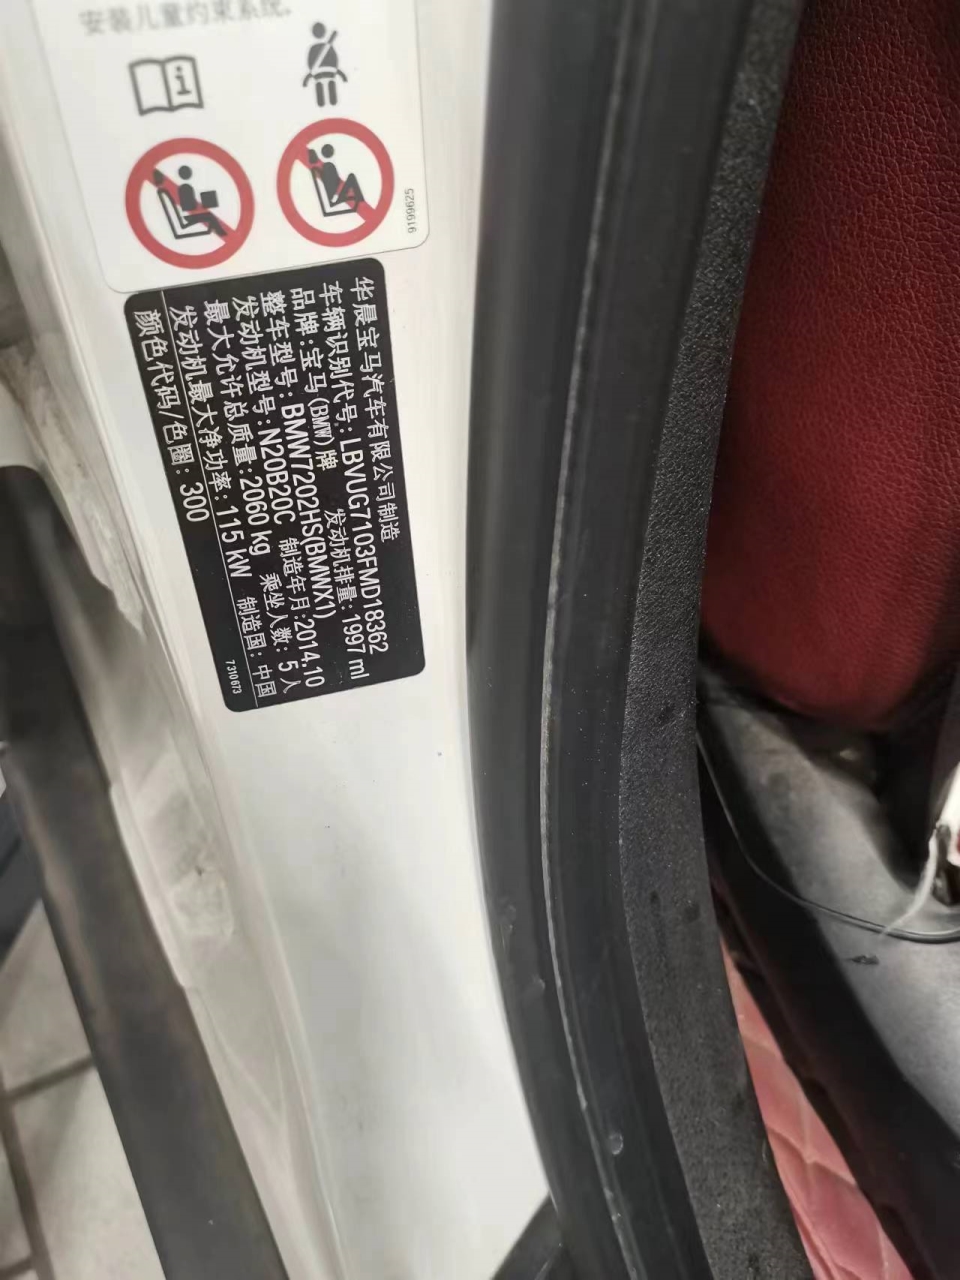 安装儿童约束系统.
9199625
华晨宝马汽车有限公司制造
车辆识别代号: LBVUG7103FMD18362
品牌:宝马(BMW)牌 发动机排量: 1997 ml
整车型号: BMW7202HS(BMWX1)
发动机型号: N20B20C 制造年月:2014.10
最大允许总质量: 2060 kg 乘坐人数: 5人
发动机最大净功率: 115 kW 制造国: 中国
颜色代码/色圈: 300
7310673